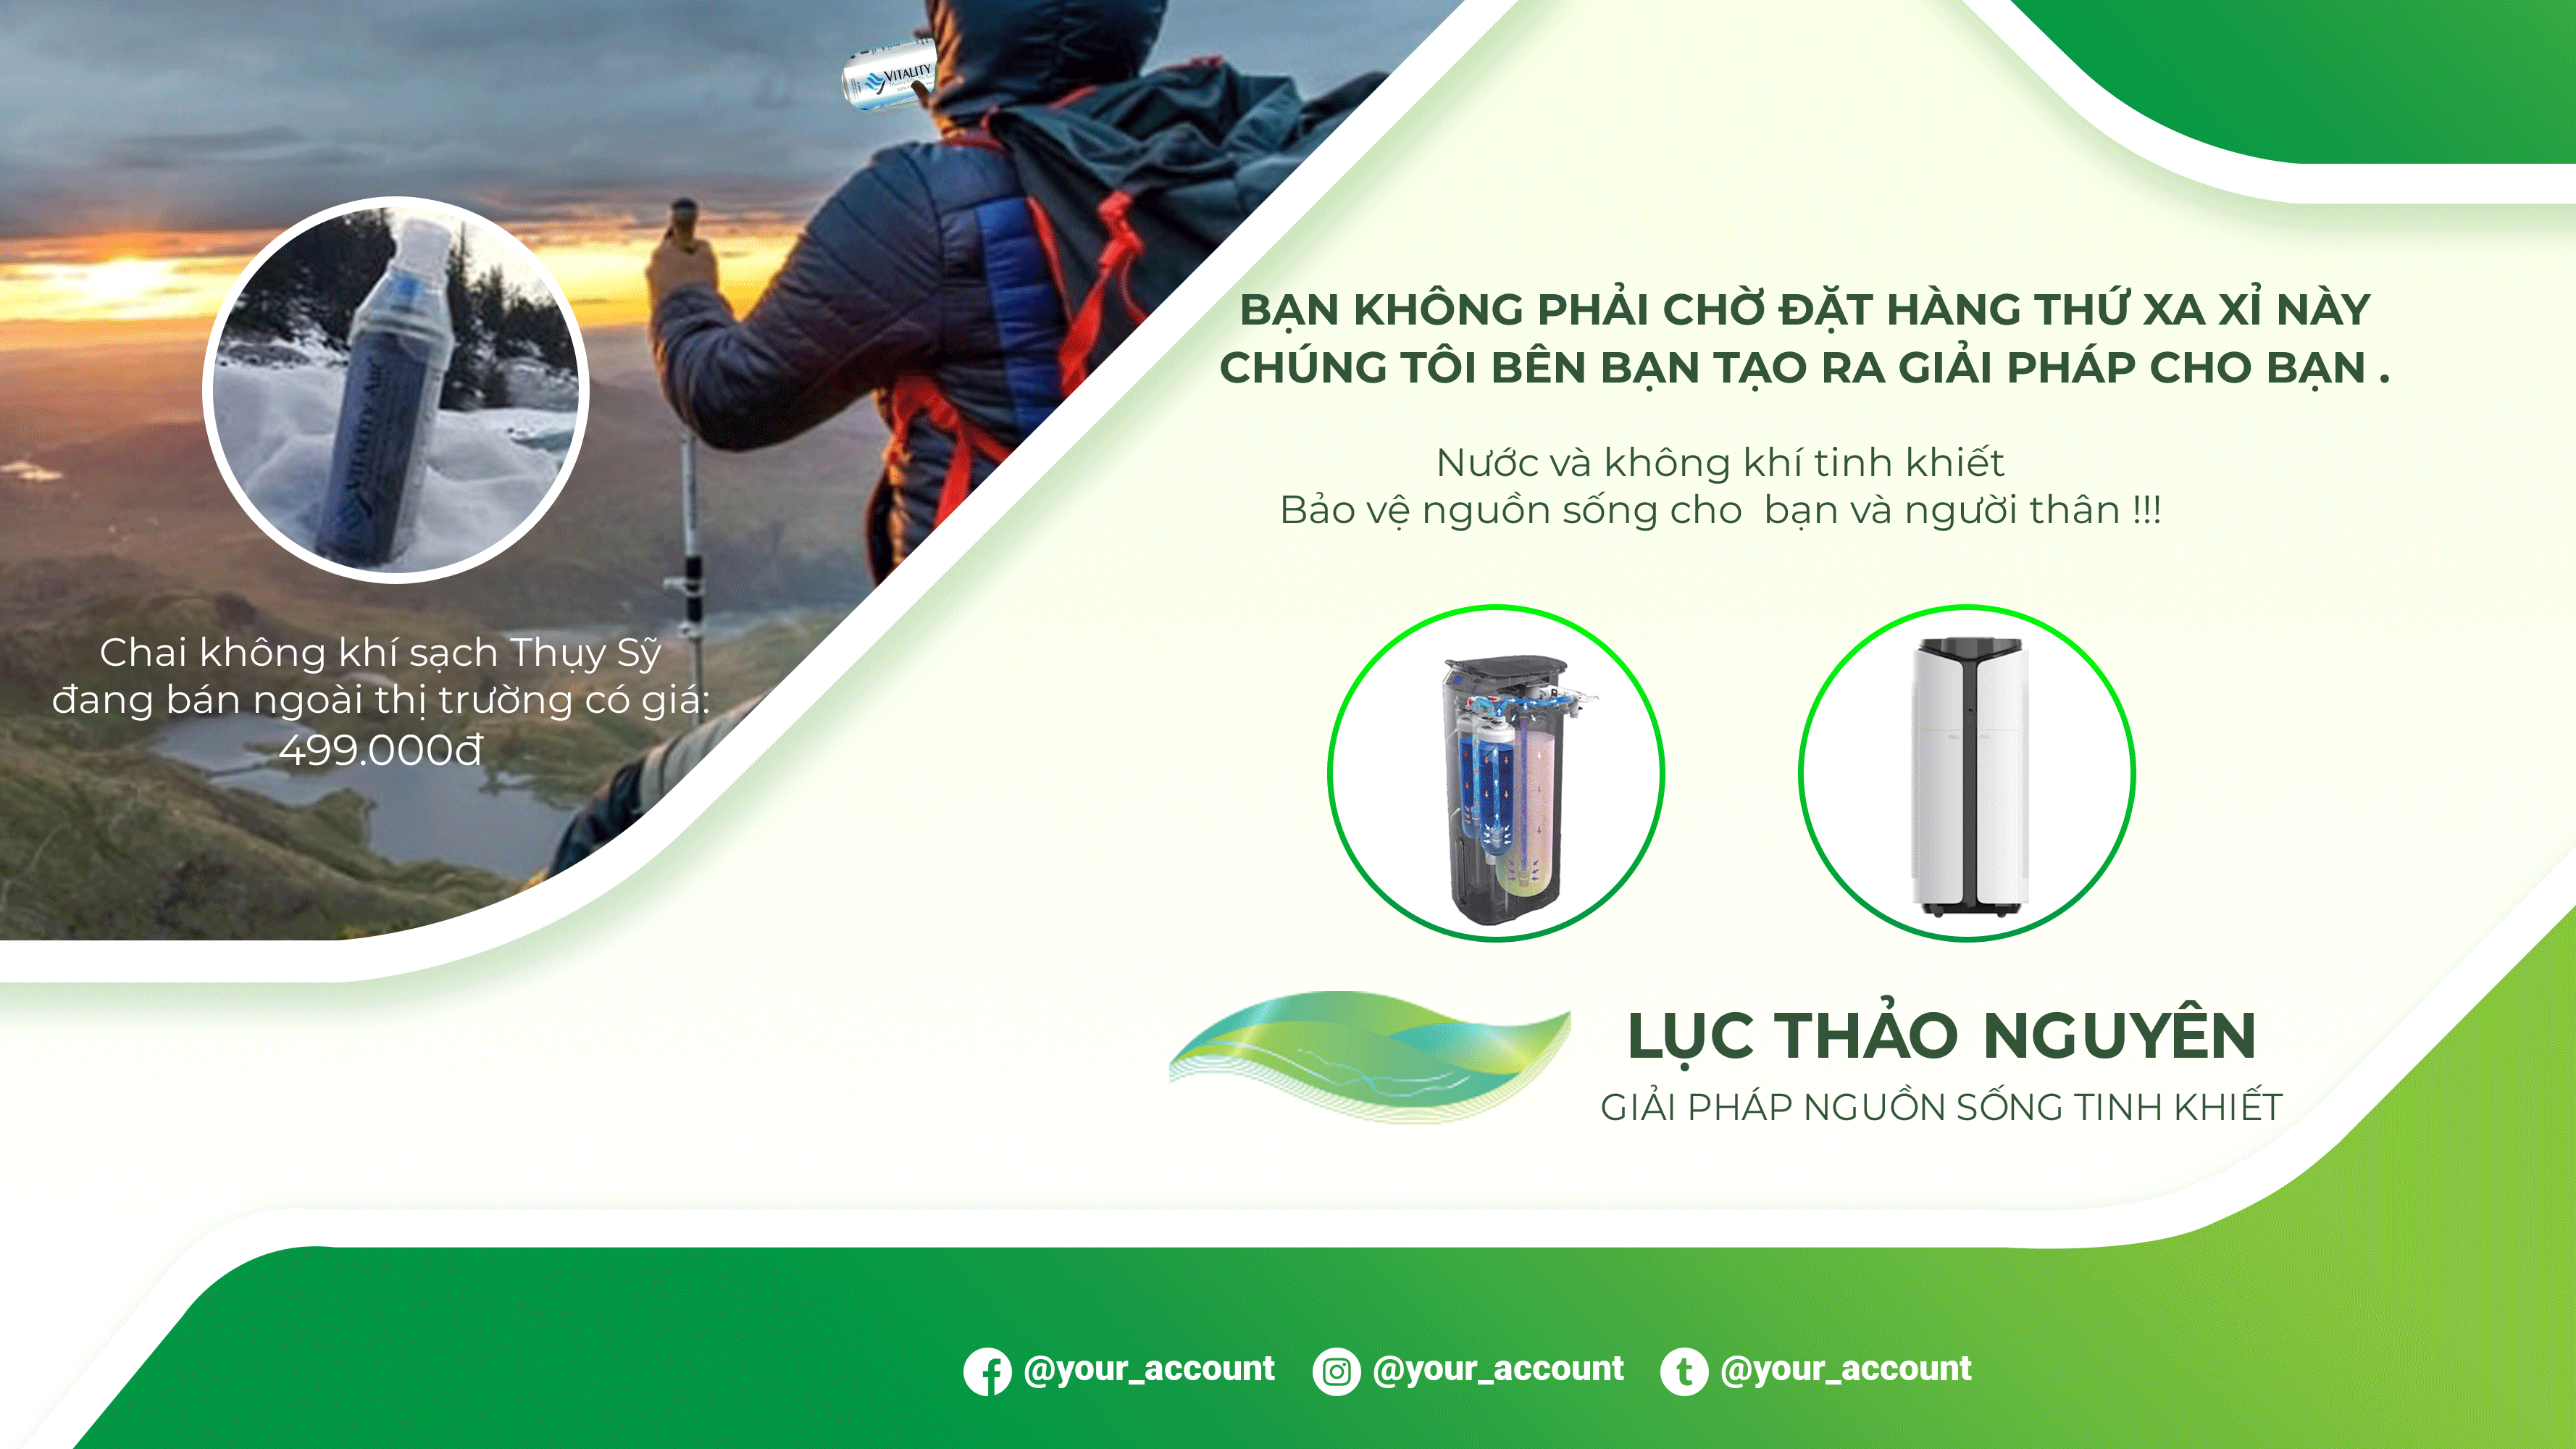 VITALITY
VITALITY AIR
Chai không khí sạch Thụy Sỹ
đang bán ngoài thị trường có giá:
499.000đ
BẠN KHÔNG PHẢI CHỜ ĐẶT HÀNG THỨ XA XỈ NÀY
CHÚNG TÔI BÊN BẠN TẠO RA GIẢI PHÁP CHO BẠN .
Nước và không khí tinh khiết
Bảo vệ nguồn sống cho bạn và người thân !!!
LỤC THẢO NGUYÊN
GIẢI PHÁP NGUỒN SỐNG TINH KHIẾT
@your_account @your_account @your_account